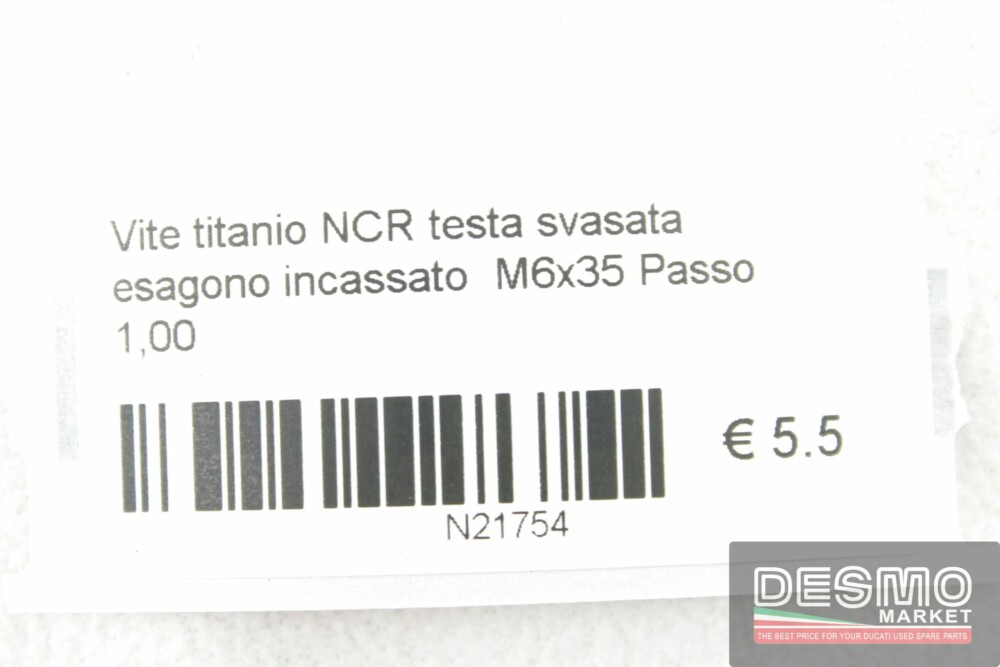 Vite titanio NCR testa svasata
esagono incassato M6x35 Passo
1,00
€ 5.5
N21754
DESMO
MARKET
THE BEST PRICE FOR YOUR DUCATI USED SPARE PARTS